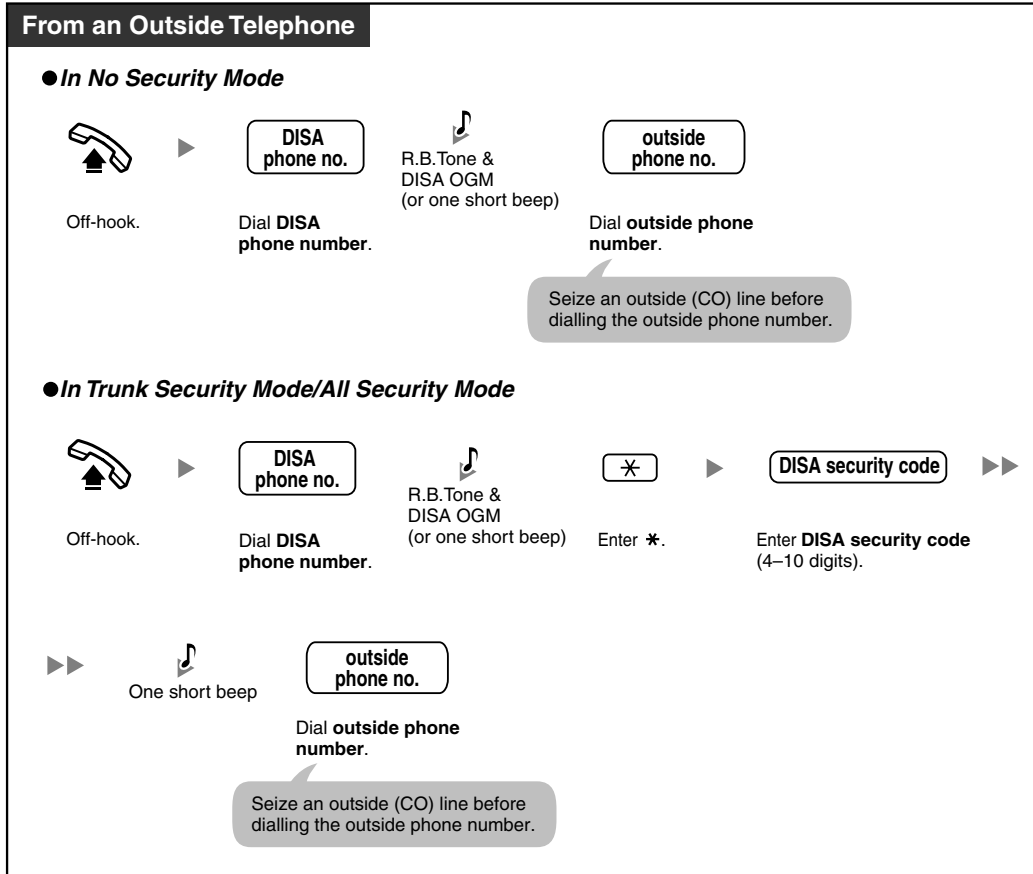 From an Outside Telephone
●In No Security Mode
DISA
phone no.
R.B.Tone &
DISA OGM
(or one short beep)
outside
phone no.
Off-hook.
Dial DISA
phone number.
Dial outside phone
number.
Seize an outside (CO) line before
dialling the outside phone number.
●In Trunk Security Mode/All Security Mode
DISA
phone no.
R.B.Tone &
DISA OGM
(or one short beep)
*
DISA security code
Off-hook.
Dial DISA
phone number.
Enter *.
Enter DISA security code
(4–10 digits).
One short beep
outside
phone no.
Dial outside phone
number.
Seize an outside (CO) line before
dialling the outside phone number.